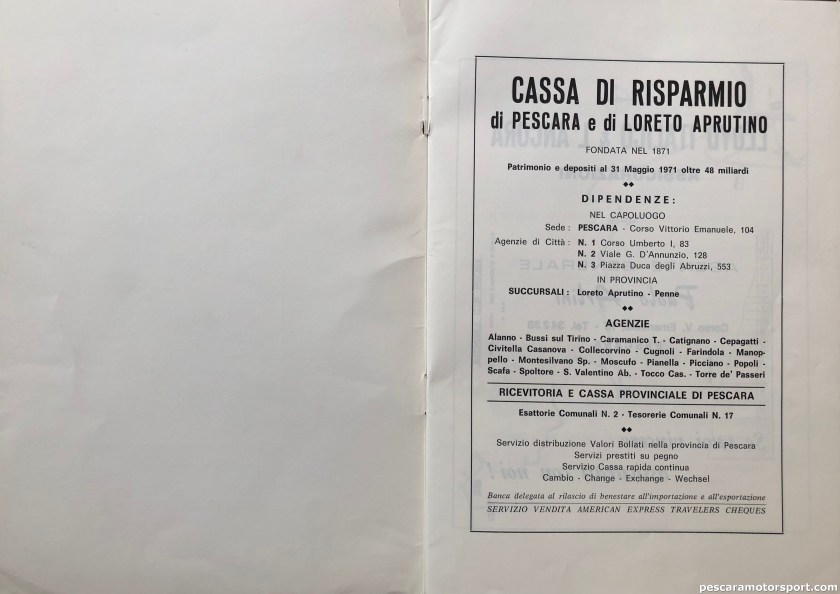 CASSA DI RISPARMIO
di PESCARA e di LORETO APRUTINO
FONDATA NEL 1871
Patrimonio e depositi al 31 Maggio 1971 oltre 48 miliardi
DIPENDENZE:
NEL CAPOLUOGO
Sede: PESCARA - Corso Vittorio Emanuele, 104
Agenzie di Città: N. 1 Corso Umberto I, 83
N. 2 Viale G. D'Annunzio, 128
N. 3 Piazza Duca degli Abruzzi, 553
IN PROVINCIA
SUCCURSALI: Loreto Aprutino - Penne
AGENZIE
Alanno - Bussi sul Tirino - Caramanico T. - Catignano - Cepagatti -
Civitella Casanova - Collecorvino - Cugnoli - Farindola - Manop-
pello - Montesilvano Sp. - Moscufo - Pianella - Picciano - Popoli -
Scafa - Spoltore - S. Valentino Ab. - Tocco Cas. - Torre de' Passeri
RICEVITORIA E CASSA PROVINCIALE DI PESCARA
Esattorie Comunali N. 2 - Tesorerie Comunali N. 17
Servizio distribuzione Valori Bollati nella provincia di Pescara
Servizi prestiti su pegno
Servizio Cassa rapida continua
Cambio - Change - Exchange - Wechsel
Banca delegata al rilascio di benestare all'importazione e all'esportazione
SERVIZIO VENDITA AMERICAN EXPRESS TRAVELERS CHEQUES
pescaramotorsport.com